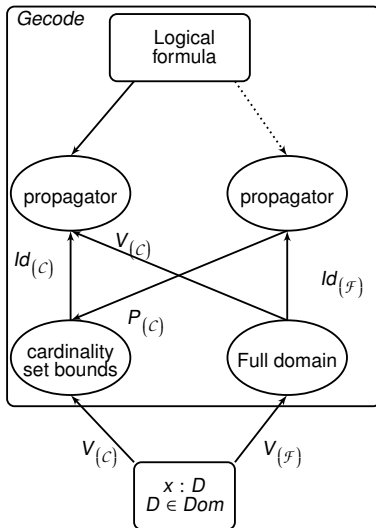 Gecode
Logical
formula
propagator
propagator
V(C)
Id(C)
Id(F)
P(C)
cardinality
set bounds
Full domain
V(C)
V(F)
x : D
D ∈ Dom